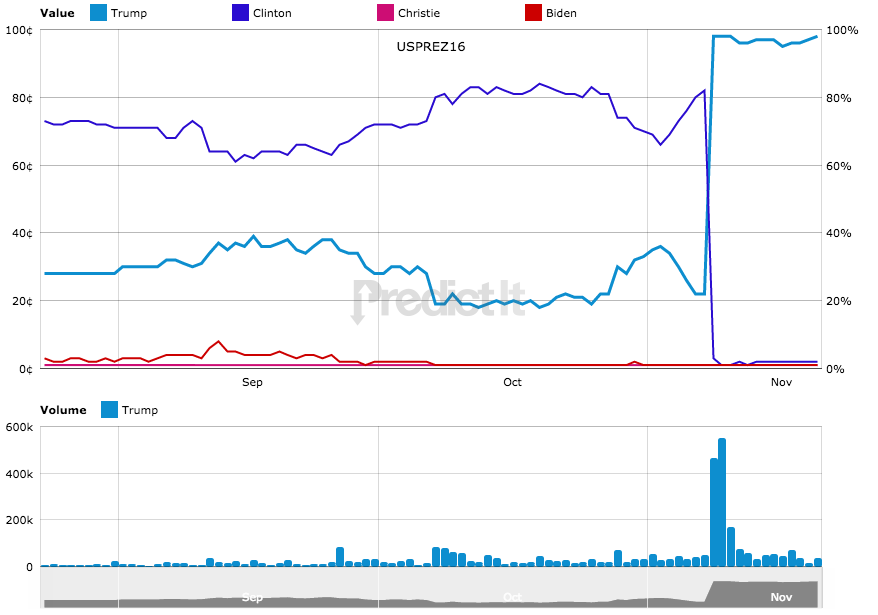 Value Trump Clinton Christie Biden
100¢ 100%
USPREZ16
80¢ 80%
60¢ 60%
40¢ 40%
PredictIt
20¢ 20%
0¢ 0%
Sep Oct Nov
Volume Trump
600k
400k
200k
0
Sep Oct Nov